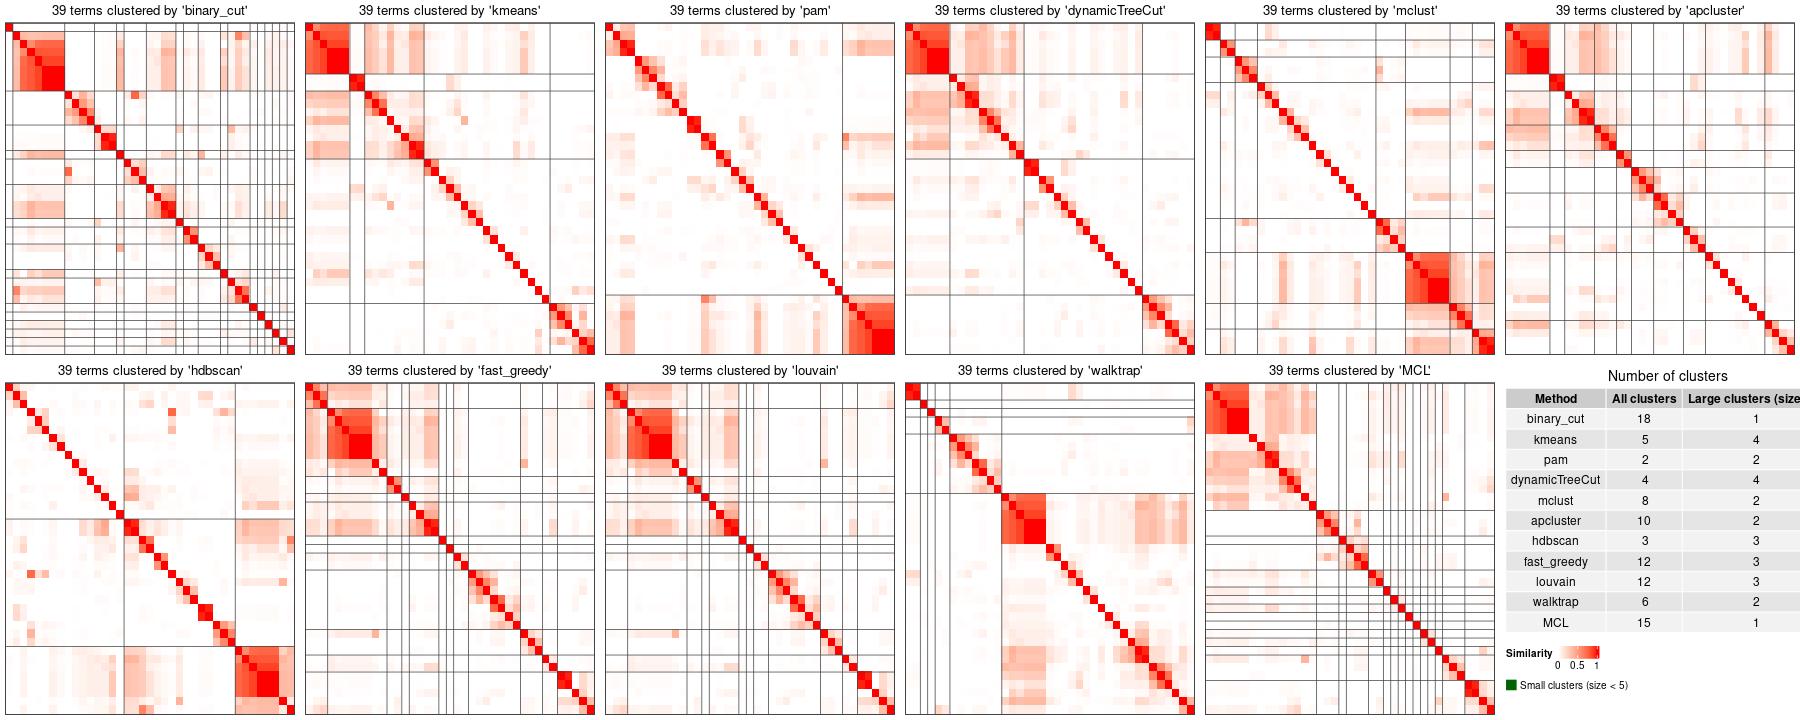 39 terms clustered by 'binary_cut'
39 terms clustered by 'kmeans'
39 terms clustered by 'pam'
39 terms clustered by 'dynamicTreeCut'
39 terms clustered by 'mclust'
39 terms clustered by 'apcluster'
39 terms clustered by 'hdbscan'
39 terms clustered by 'fast_greedy'
39 terms clustered by 'louvain'
39 terms clustered by 'walktrap'
39 terms clustered by 'MCL'
Number of clusters
Method All clusters Large clusters (size
binary_cut 18 1
kmeans 5 4
pam 2 2
dynamicTreeCut 4 4
mclust 8 2
apcluster 10 2
hdbscan 3 3
fast_greedy 12 3
louvain 12 3
walktrap 6 2
MCL 15 1
Similarity
0 0.5 1
Small clusters (size < 5)